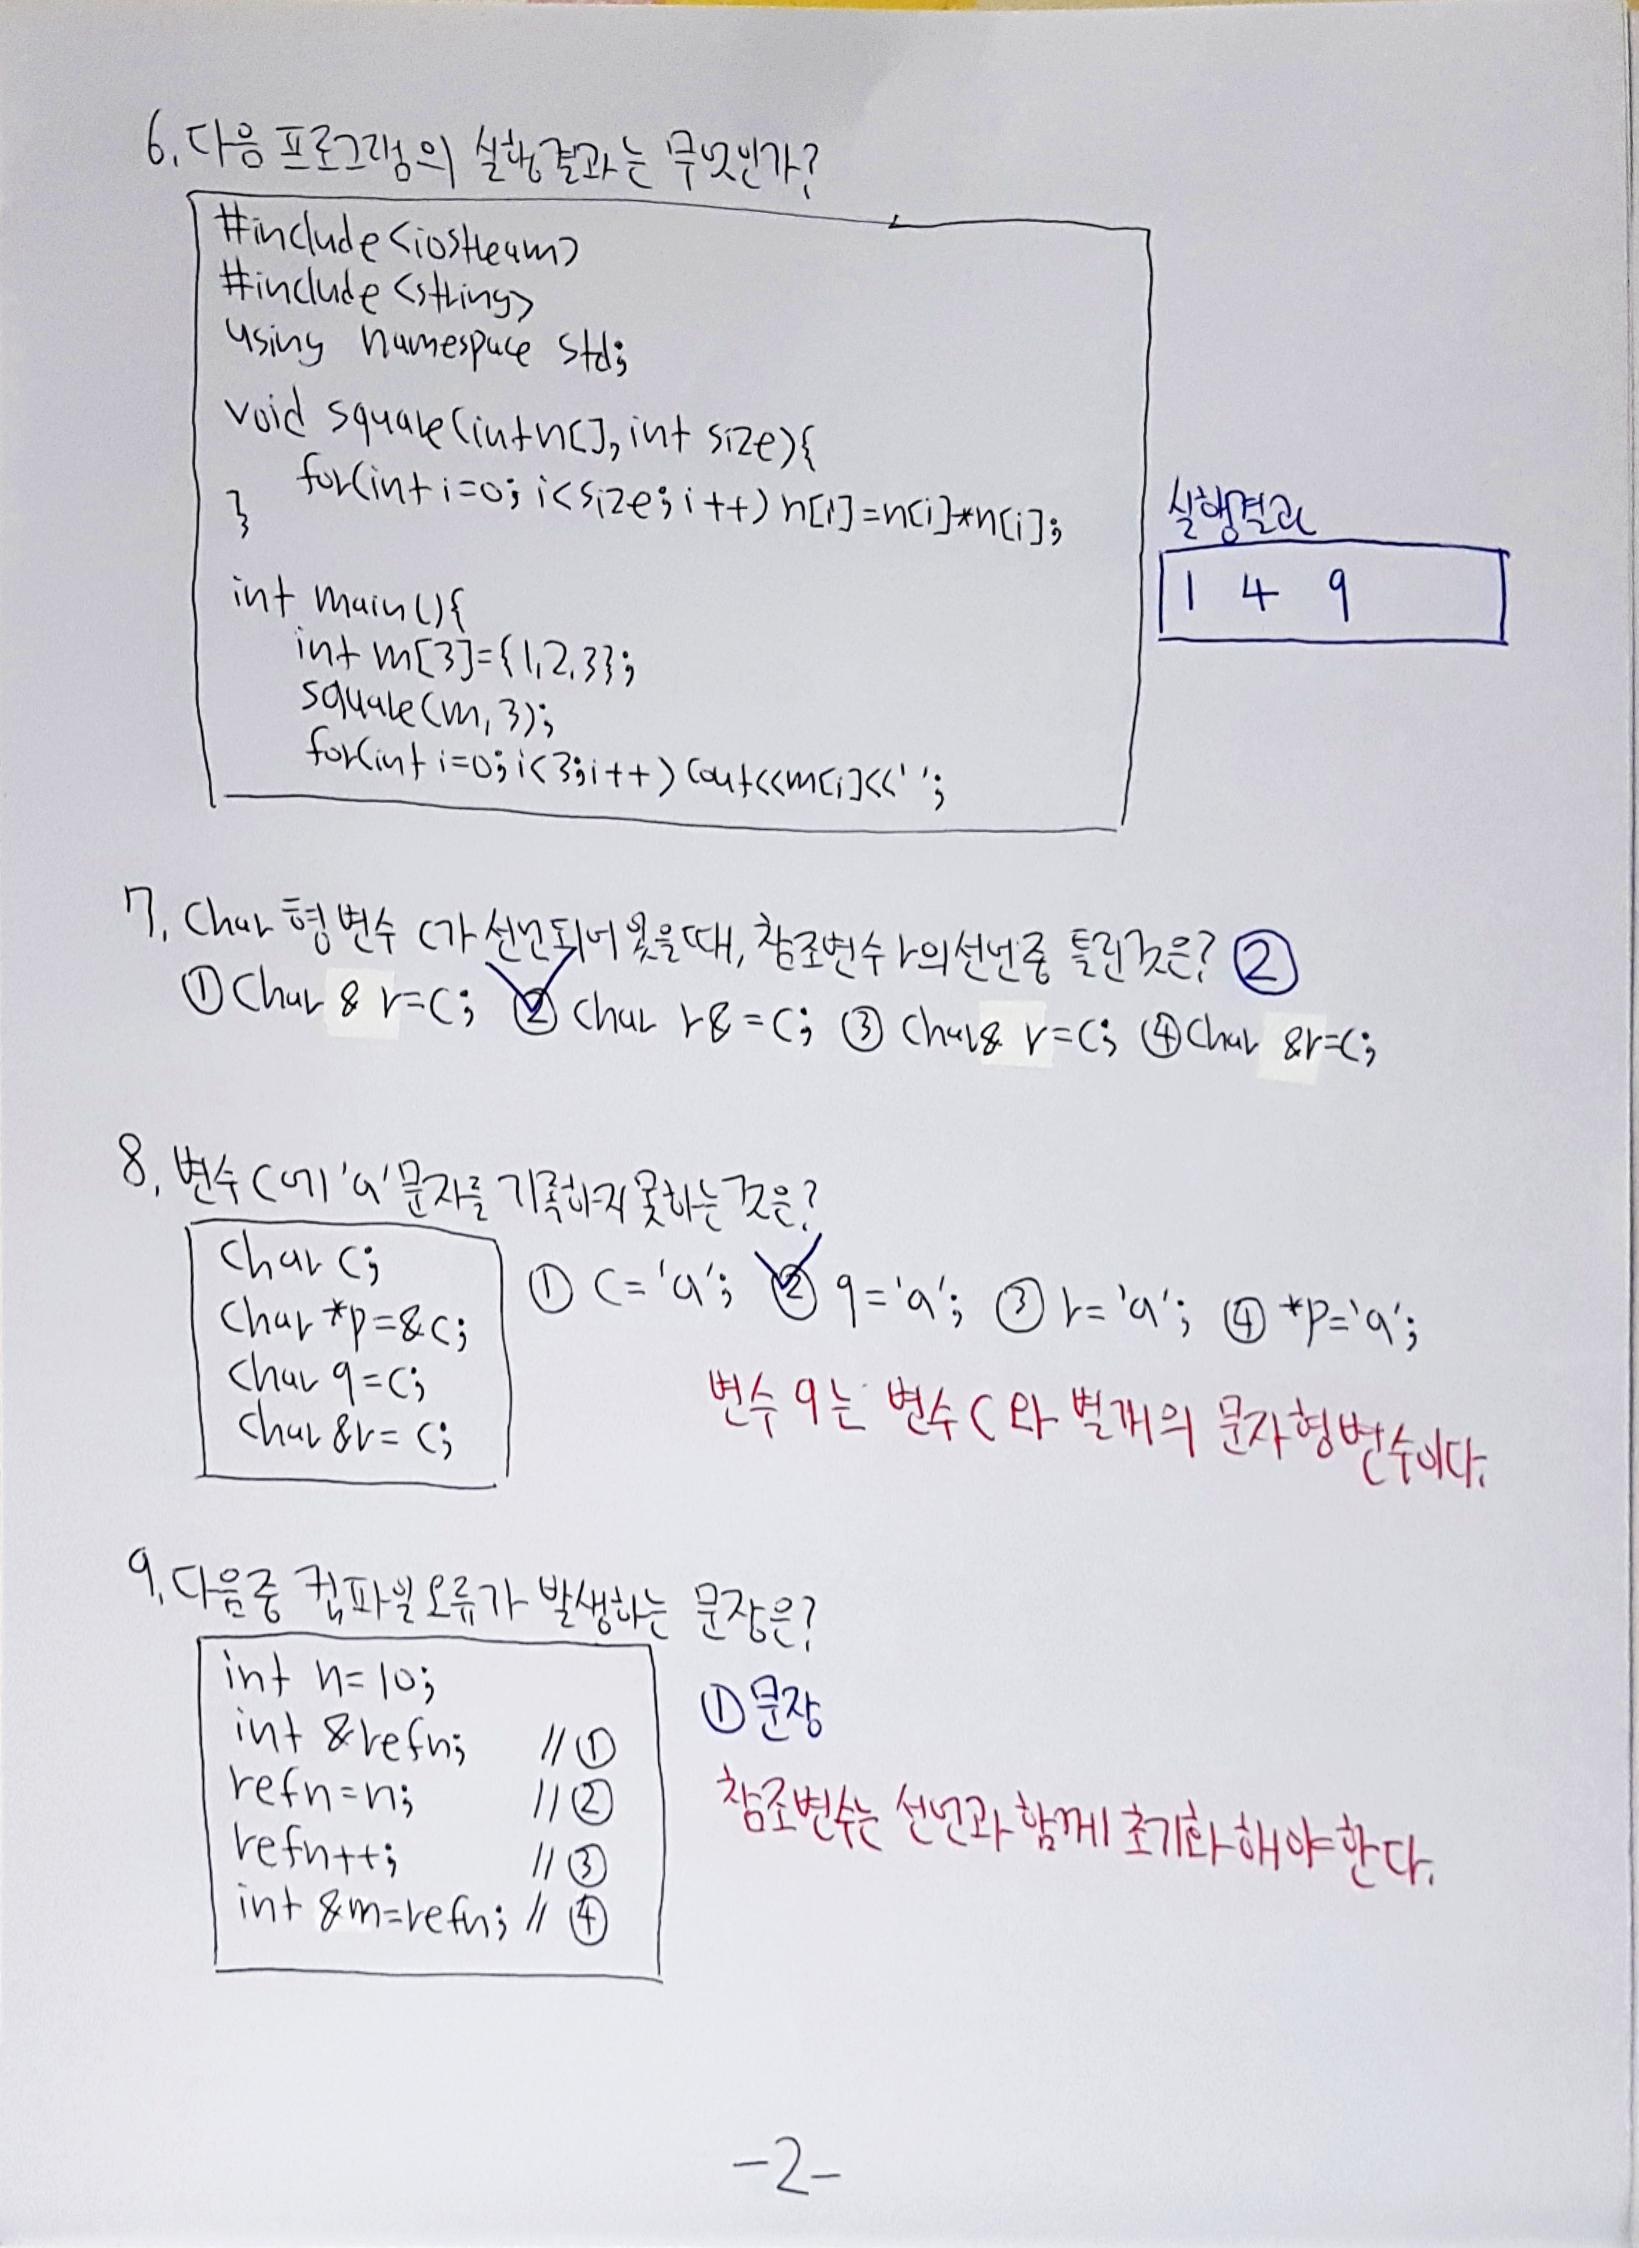 6. 다음 프로그램의 실행결과는 무엇인가?
#include<iostream>
#include<string>
using namespace std;
void square(int n[], int size){
for(int i=0; i<size; i++) n[i]=n[i]*n[i];
}
실행결과
1 4 9
int main(){
int m[3]={1,2,3};
square(m, 3);
for(int i=0; i<3; i++) cout<<m[i]<<' ';
7. char 형 변수 c가 선언되어 있을때, 참조변수 r의 선언중 틀린것은? ②
① char & r=c; ② char r& = c; ③ char& r=c; ④ char &r=c;
8. 변수 c에 'a' 문자를 기록하지 못하는 것은?
char c;
char *p=&c;
char q=c;
char &r= c;
① c= 'a'; ② q='a'; ③ r= 'a'; ④ *p='a';
변수 q는 변수 c와 별개의 문자형 변수이다.
9. 다음중 컴파일 오류가 발생하는 문장은?
int n=10;
int &refn; //①
refn=n; //②
refn++; //③
int &m=refn; //④
① 문장
참조변수는 선언과 함께 초기화 해야 한다.
-2-